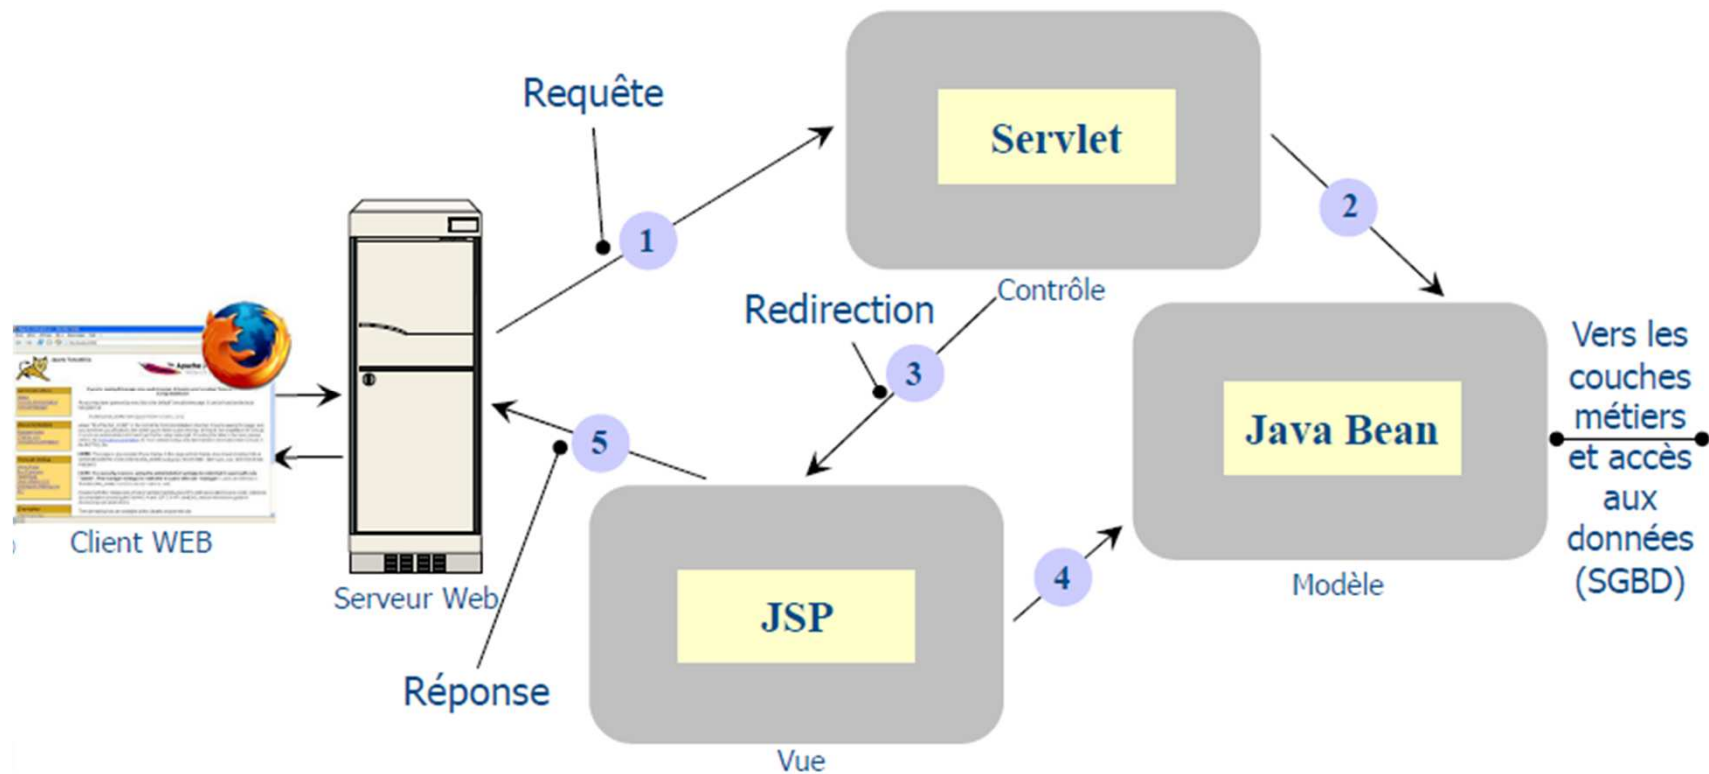 Requête
Servlet
1
2
Contrôle
Redirection
3
Vers les
couches
métiers
et accès
aux
données
(SGBD)
Java Bean
5
Client WEB
4
Modèle
Serveur Web
JSP
Réponse
Vue